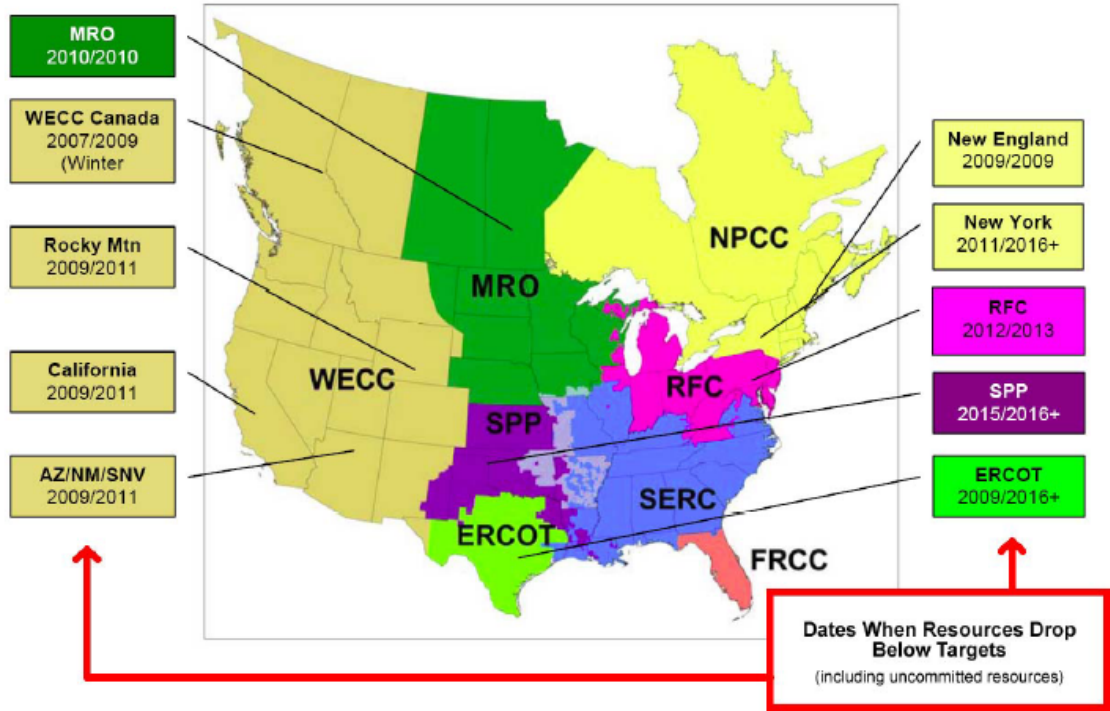 MRO
2010/2010
WECC Canada
2007/2009
(Winter
Rocky Mtn
2009/2011
California
2009/2011
AZ/NM/SNV
2009/2011
NPCC
MRO
WECC
RFC
SPP
SERC
ERCOT
FRCC
New England
2009/2009
New York
2011/2016+
RFC
2012/2013
SPP
2015/2016+
ERCOT
2009/2016+
Dates When Resources Drop
Below Targets
(including uncommitted resources)